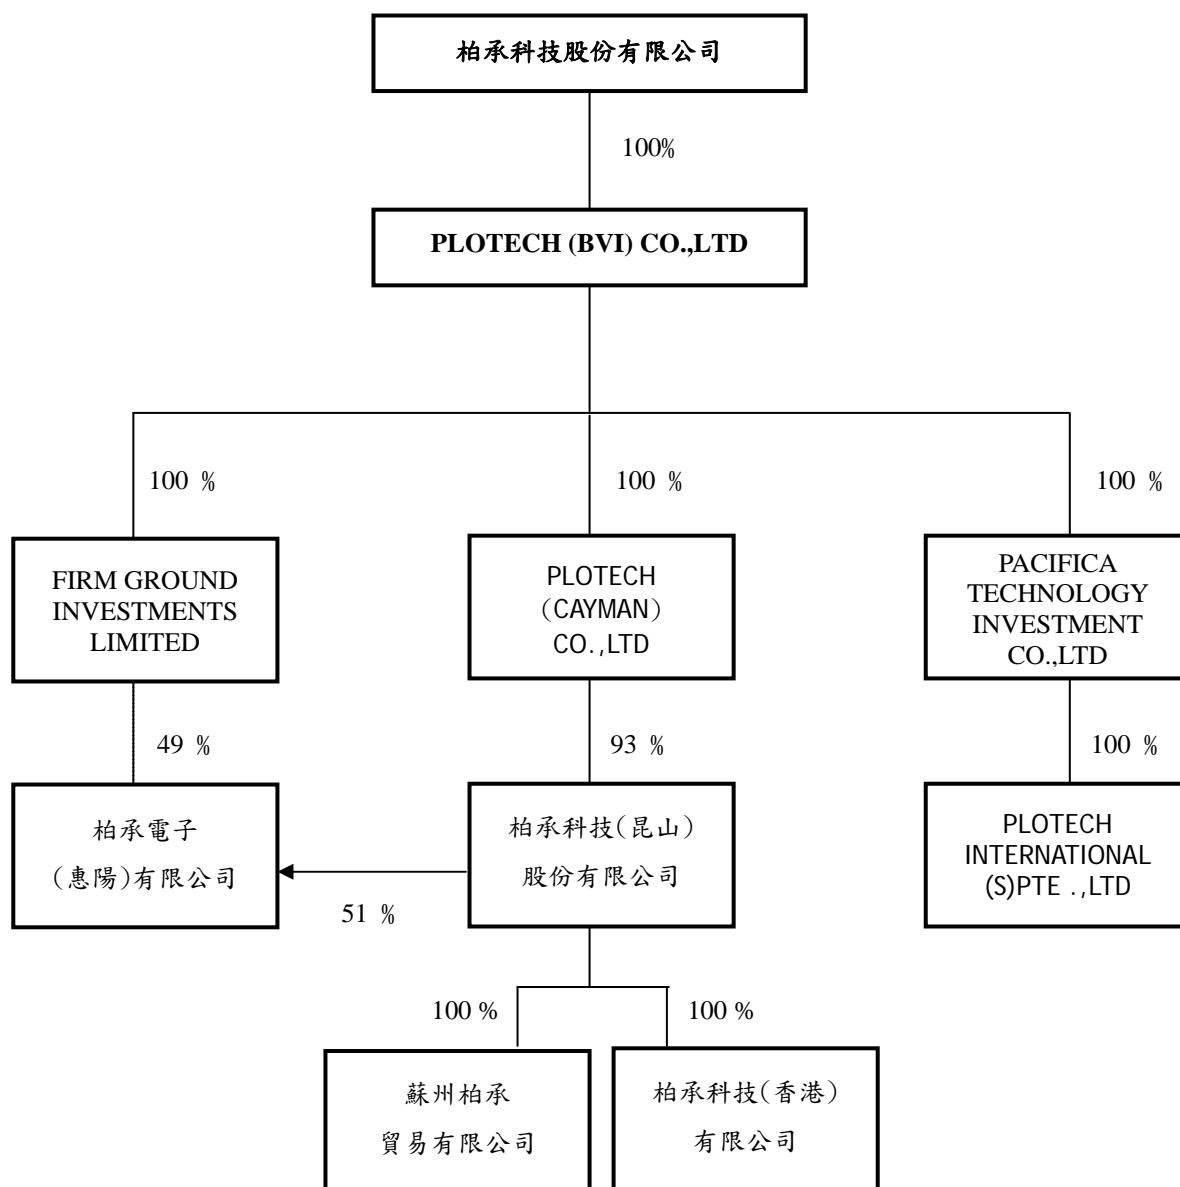 柏承科技股份有限公司
100%
PLOTECH (BVI) CO.,LTD
100 %
100 %
100 %
FIRM GROUND
INVESTMENTS
LIMITED
PLOTECH
(CAYMAN)
CO.,LTD
PACIFICA
TECHNOLOGY
INVESTMENT
CO.,LTD
49 %
93 %
100 %
柏承電子
(惠陽)有限公司
柏承科技(昆山)
股份有限公司
PLOTECH
INTERNATIONAL
(S)PTE .,LTD
51 %
100 %
100 %
蘇州柏承
貿易有限公司
柏承科技(香港)
有限公司